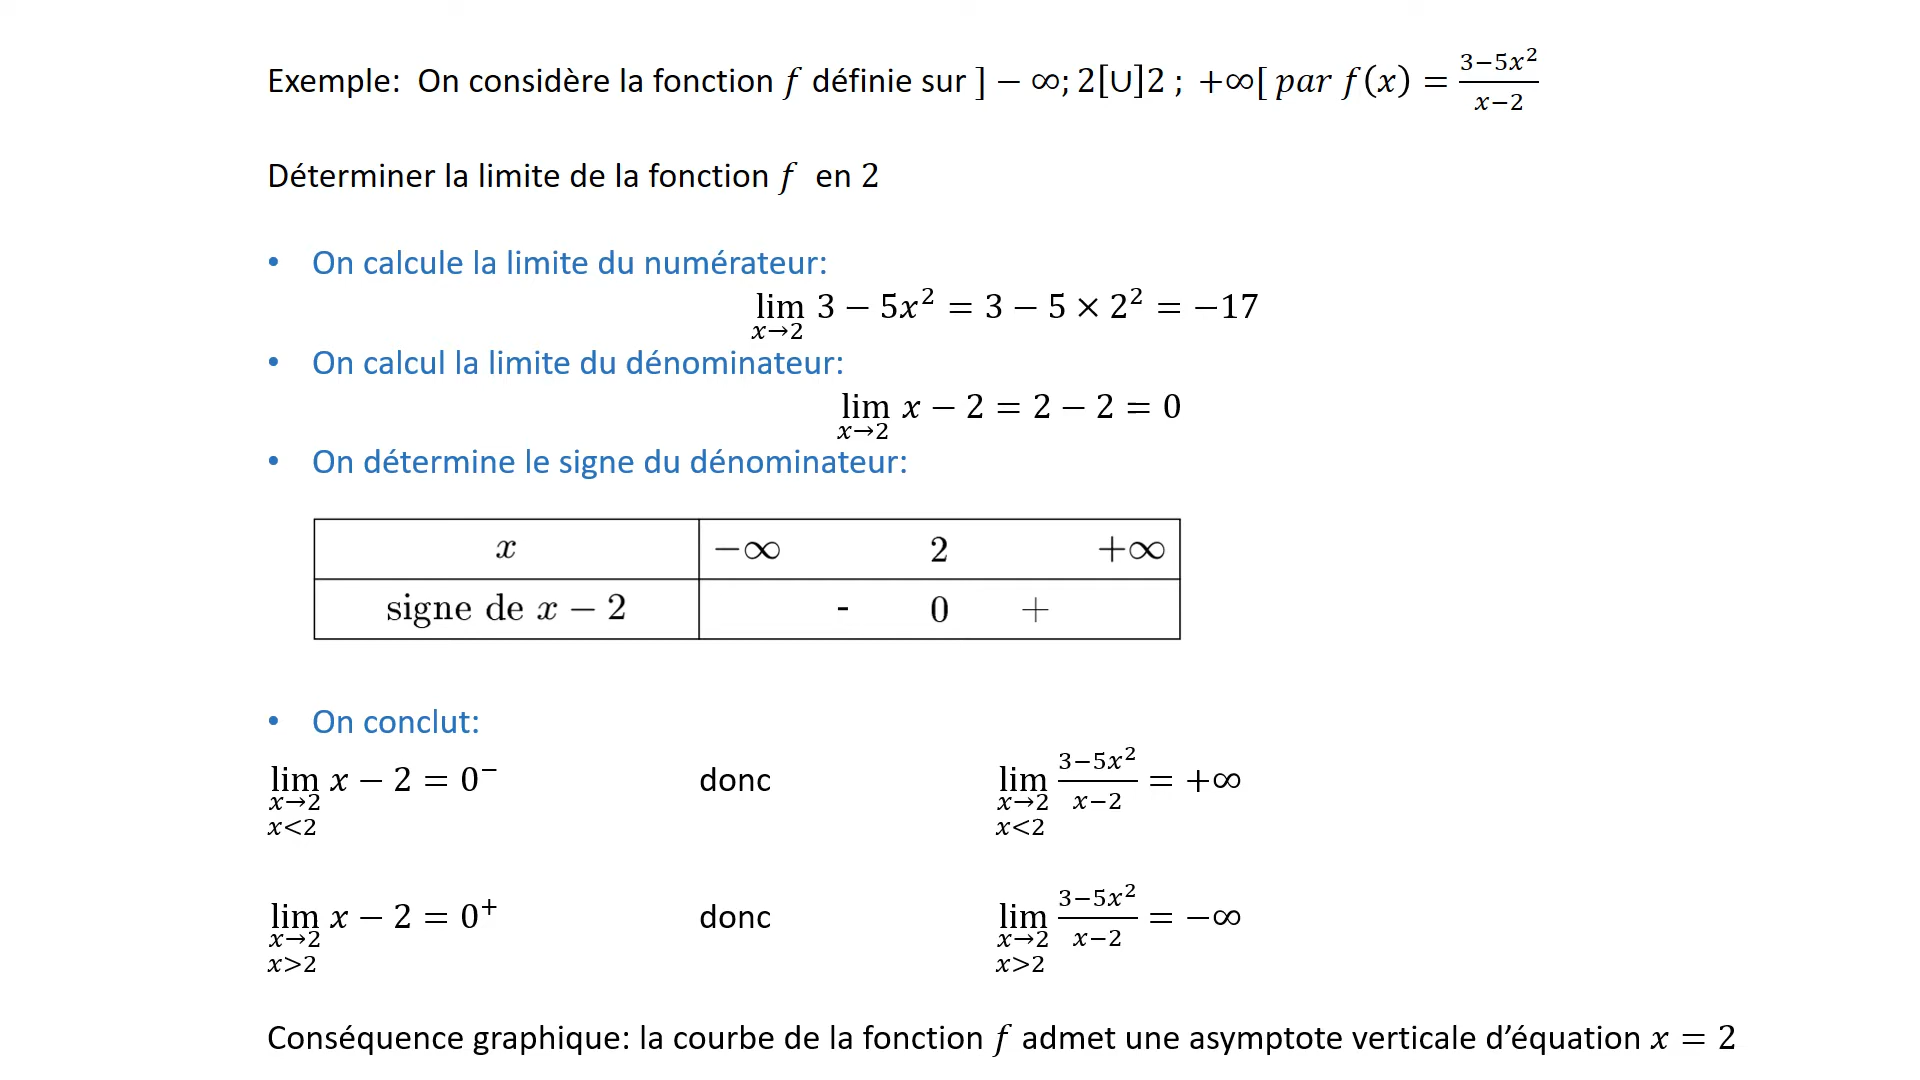 Exemple: On considère la fonction f définie sur ]−∞; 2[∪]2 ; +∞[ par f(x) = (3−5x²)/(x−2)
Déterminer la limite de la fonction f en 2
• On calcule la limite du numérateur:
lim x→2 3 − 5x² = 3 − 5 × 2² = −17
• On calcul la limite du dénominateur:
lim x→2 x − 2 = 2 − 2 = 0
• On détermine le signe du dénominateur:
x −∞ 2 +∞
signe de x − 2 - 0 +
• On conclut:
lim x→2 x<2 x − 2 = 0⁻ donc lim x→2 x<2 (3−5x²)/(x−2) = +∞
lim x→2 x>2 x − 2 = 0⁺ donc lim x→2 x>2 (3−5x²)/(x−2) = −∞
Conséquence graphique: la courbe de la fonction f admet une asymptote verticale d’équation x = 2